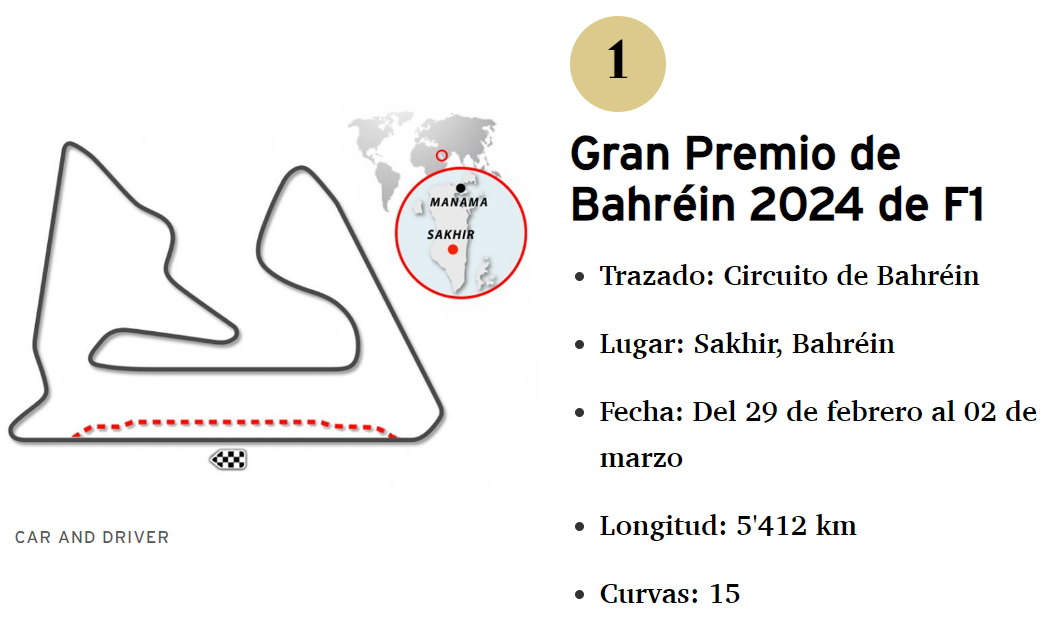 1
Gran Premio de
Bahréin 2024 de F1
MANAMA
SAKHIR
• Trazado: Circuito de Bahréin
• Lugar: Sakhir, Bahréin
• Fecha: Del 29 de febrero al 02 de
marzo
• Longitud: 5'412 km
• Curvas: 15
CAR AND DRIVER